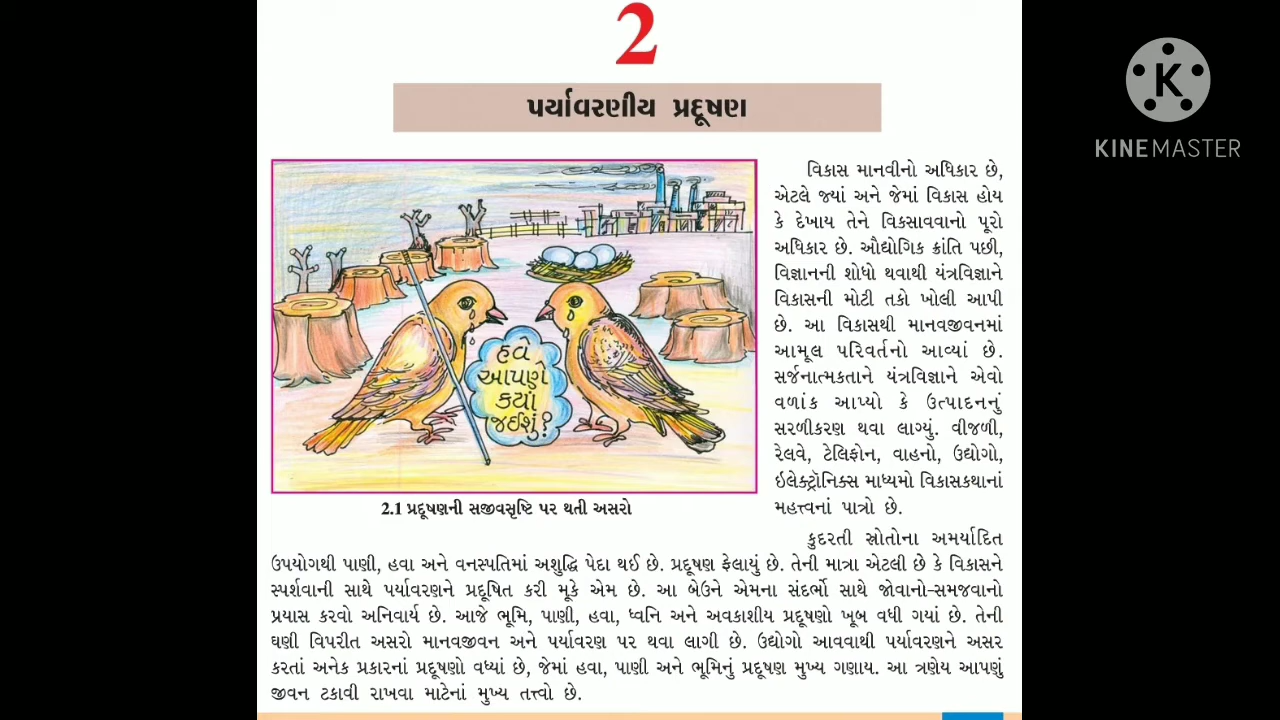 2
પર્યાવરણીય પ્રદૂષણ
KINEMASTER
હવે
આપણે
ક્યાં
જઈશું?
2.1 પ્રદૂષણની સજીવસૃષ્ટિ પર થતી અસરો
વિકાસ માનવીનો અધિકાર છે,
એટલે જ્યાં અને જેમાં વિકાસ હોય
કે દેખાય તેને વિકસાવવાનો પૂરો
અધિકાર છે. ઔદ્યોગિક ક્રાંતિ પછી,
વિજ્ઞાનની શોધો થવાથી યંત્રવિજ્ઞાને
વિકાસની મોટી તકો ખોલી આપી
છે. આ વિકાસથી માનવજીવનમાં
આમૂલ પરિવર્તનો આવ્યાં છે.
સર્જનાત્મકતાને યંત્રવિજ્ઞાને એવો
વળાંક આપ્યો કે ઉત્પાદનનું
સરળીકરણ થવા લાગ્યું. વીજળી,
રેલવે, ટેલિફોન, વાહનો, ઉદ્યોગો,
ઇલેક્ટ્રૉનિક્સ માધ્યમો વિકાસકથાનાં
મહત્ત્વનાં પાત્રો છે.
કુદરતી સ્રોતોના અમર્યાદિત
ઉપયોગથી પાણી, હવા અને વનસ્પતિમાં અશુદ્ધિ પેદા થઈ છે. પ્રદૂષણ ફેલાયું છે. તેની માત્રા એટલી છે કે વિકાસને
સ્પર્શવાની સાથે પર્યાવરણને પ્રદૂષિત કરી મૂકે એમ છે. આ બેઉને એમના સંદર્ભો સાથે જોવાનો-સમજવાનો
પ્રયાસ કરવો અનિવાર્ય છે. આજે ભૂમિ, પાણી, હવા, ધ્વનિ અને અવકાશીય પ્રદૂષણો ખૂબ વધી ગયાં છે. તેની
ઘણી વિપરીત અસરો માનવજીવન અને પર્યાવરણ પર થવા લાગી છે. ઉદ્યોગો આવવાથી પર્યાવરણને અસર
કરતાં અનેક પ્રકારનાં પ્રદૂષણો વધ્યાં છે, જેમાં હવા, પાણી અને ભૂમિનું પ્રદૂષણ મુખ્ય ગણાય. આ ત્રણેય આપણું
જીવન ટકાવી રાખવા માટેનાં મુખ્ય તત્ત્વો છે.